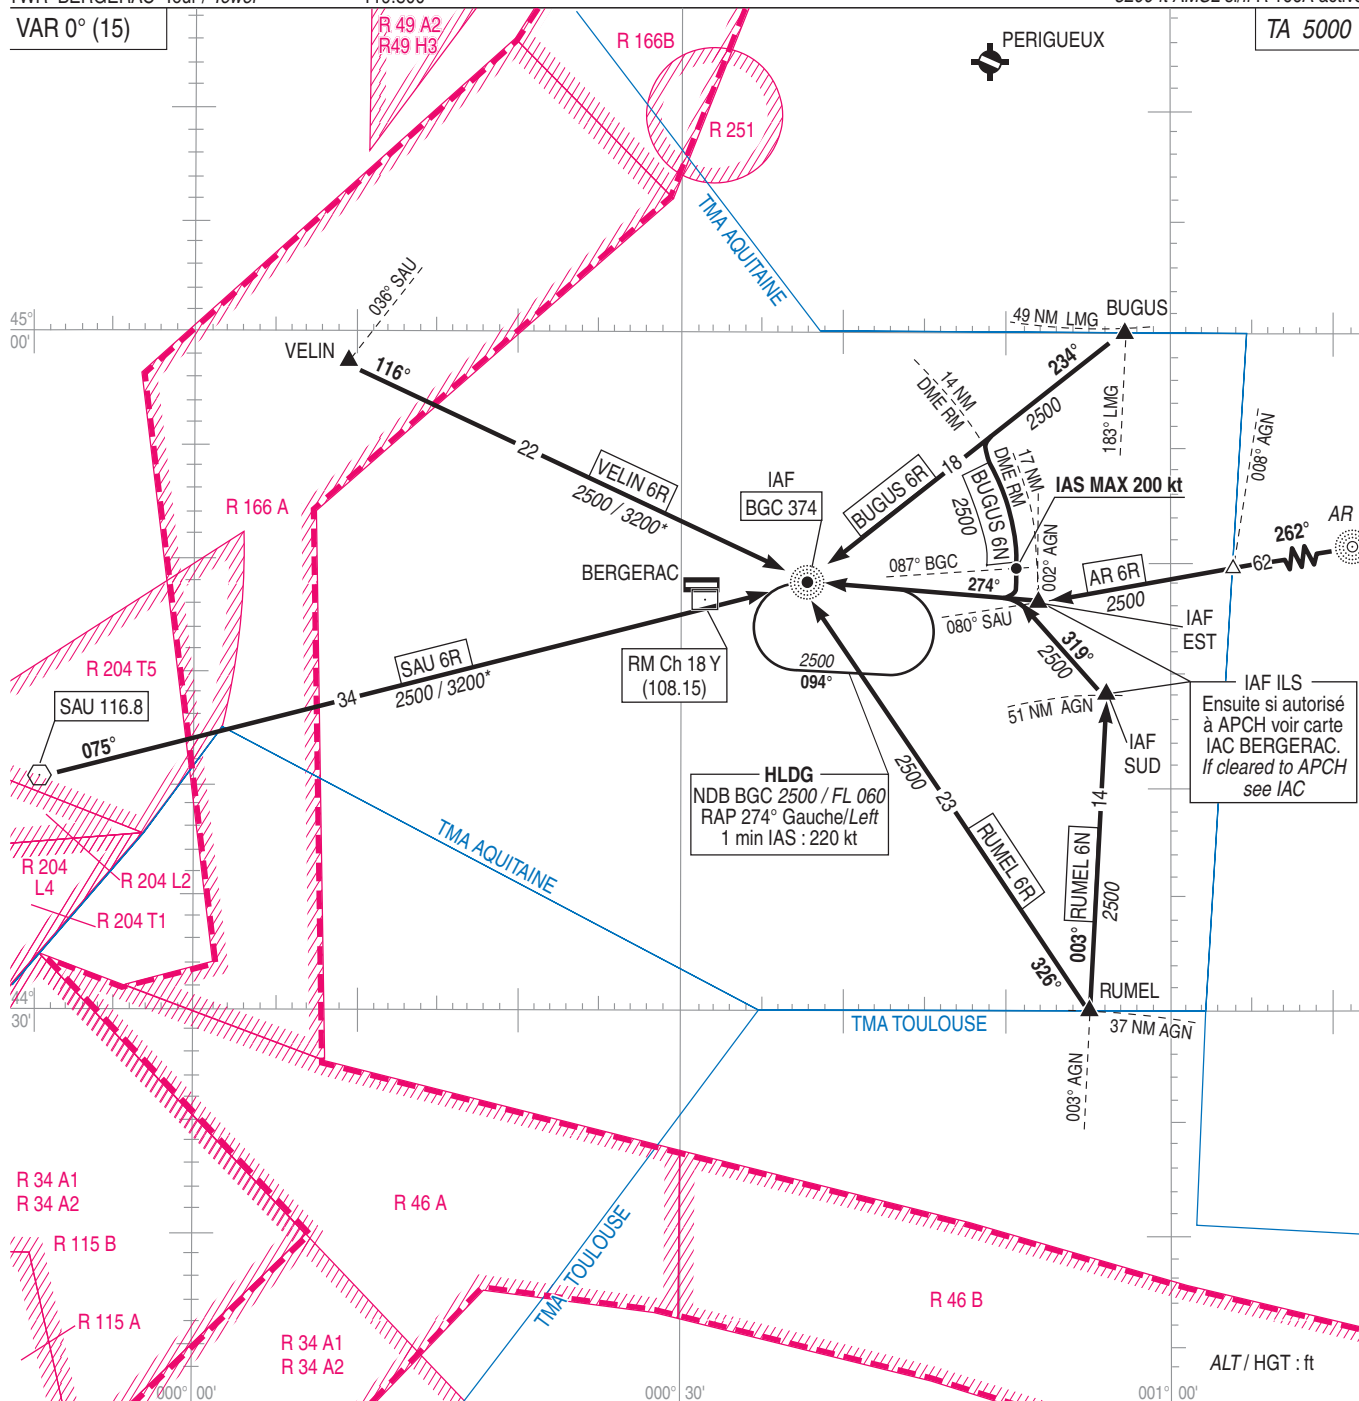 VAR 0° (15)
R 49 A2
R49 H3
R 166B
PERIGUEUX
TA 5000
R 251
TMA AQUITAINE
036° SAU
45°
00'
VELIN
116°
49 NM LMG
BUGUS
234°
2500
183° LMG
14 NM
DME RM
008° AGN
22
VELIN 6R
2500 / 3200*
IAF
BGC 374
BUGUS 6R
18
17 NM
DME RM
BUGUS 6N
2500
IAS MAX 200 kt
R 166 A
AR
262°
62
087° BGC
002° AGN
BERGERAC
274°
AR 6R
2500
080° SAU
IAF
EST
R 204 T5
SAU 6R
2500 / 3200*
34
RM Ch 18 Y
(108.15)
2500
094°
319°
2500
SAU 116.8
075°
51 NM AGN
IAF
SUD
IAF ILS
Ensuite si autorisé
à APCH voir carte
IAC BERGERAC.
If cleared to APCH
see IAC
HLDG
NDB BGC 2500 / FL 060
RAP 274° Gauche/Left
1 min IAS : 220 kt
2500
23
RUMEL 6R
326°
14
RUMEL 6N
003°
2500
TMA AQUITAINE
R 204
L4
R 204 L2
R 204 T1
44°
30'
RUMEL
TMA TOULOUSE
37 NM AGN
003° AGN
R 34 A1
R 34 A2
R 46 A
R 115 B
TMA TOULOUSE
R 46 B
R 115 A
R 34 A1
R 34 A2
ALT / HGT : ft
000° 00'
000° 30'
001° 00'